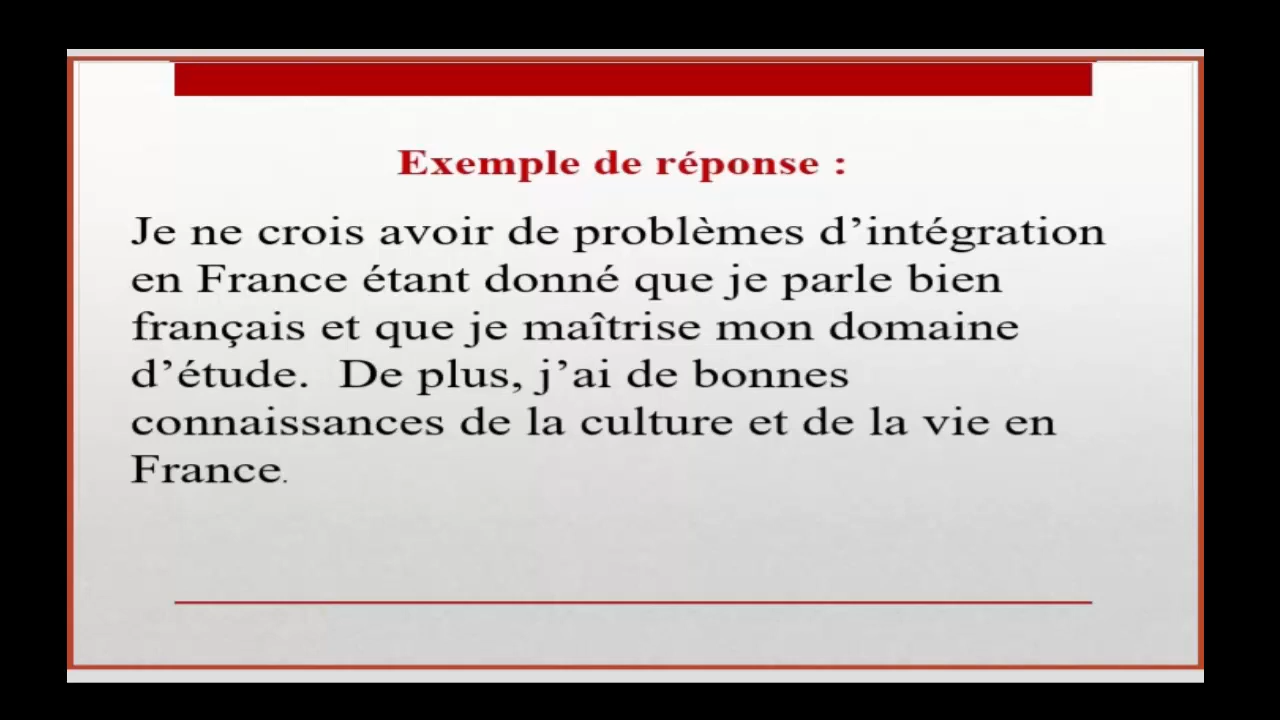 Exemple de réponse :
Je ne crois avoir de problèmes d’intégration
en France étant donné que je parle bien
français et que je maîtrise mon domaine
d’étude.  De plus, j’ai de bonnes
connaissances de la culture et de la vie en
France.